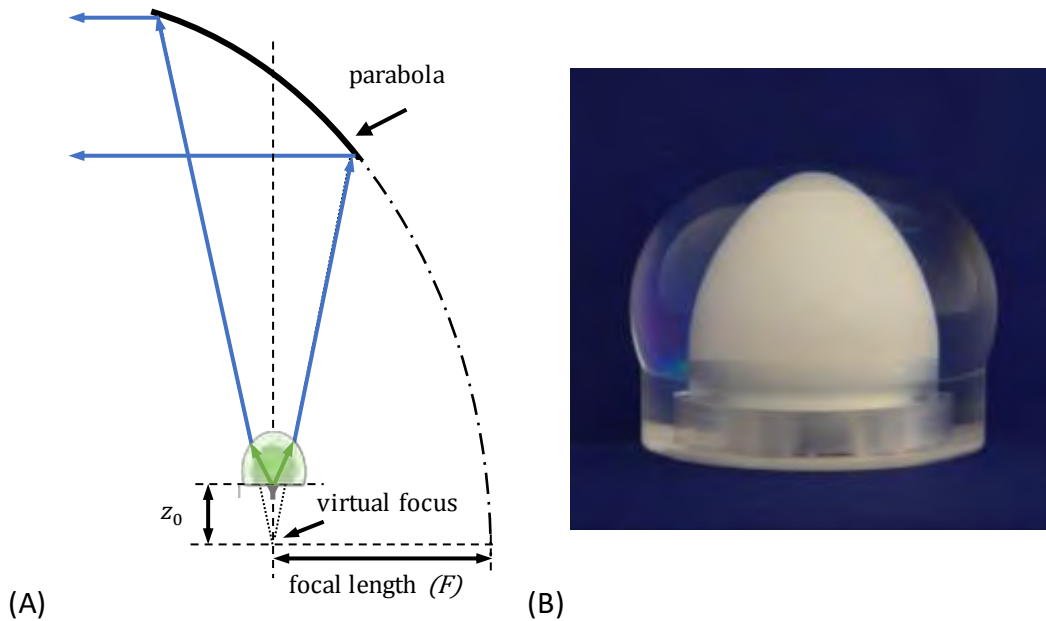 parabola
virtual focus
z₀
focal length (F)
(A)
(B)